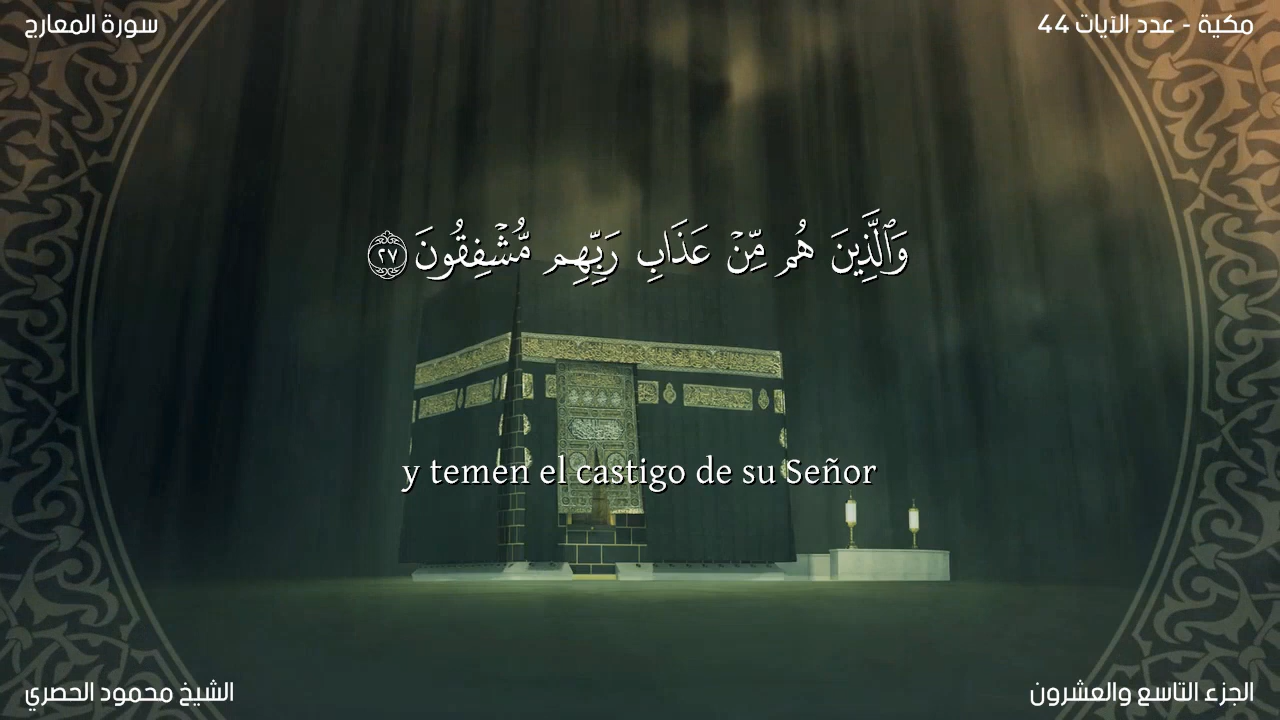 مكية - عدد الآيات 44
سورة المعارج
وَٱلَّذِينَ هُم مِّنۡ عَذَابِ رَبِّهِم مُّشۡفِقُونَ ٢٧
y temen el castigo de su Señor
الجزء التاسع والعشرون
الشيخ محمود الحصري